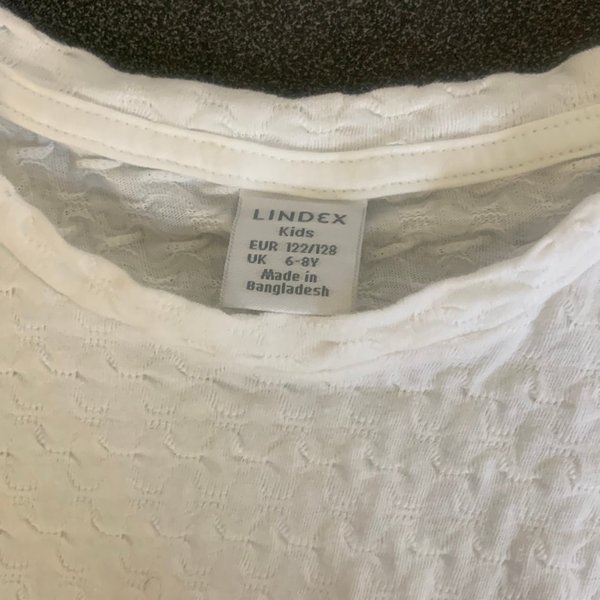 LINDEX
Kids
EUR 122/128
UK 6-8Y
Made in
Bangladesh